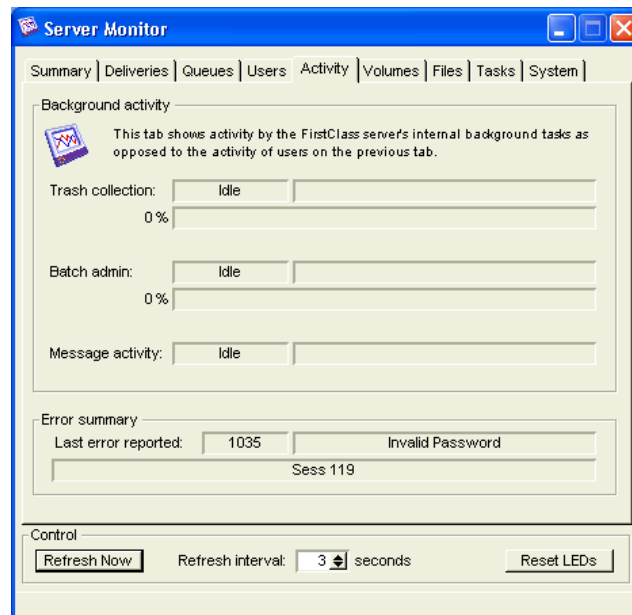 Server Monitor
Summary Deliveries Queues Users Activity Volumes Files Tasks System
Background activity
This tab shows activity by the FirstClass server's internal background tasks as
opposed to the activity of users on the previous tab.
Trash collection: Idle
0 %
Batch admin: Idle
0 %
Message activity: Idle
Error summary
Last error reported: 1035 Invalid Password
Sess 119
Control
Refresh Now Refresh interval: 3 seconds Reset LEDs